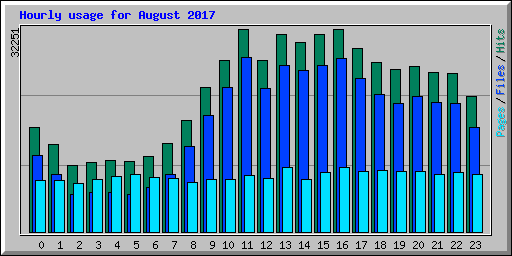 Hourly usage for August 2017
32251
Pages / Files / Hits
0 1 2 3 4 5 6 7 8 9 10 11 12 13 14 15 16 17 18 19 20 21 22 23